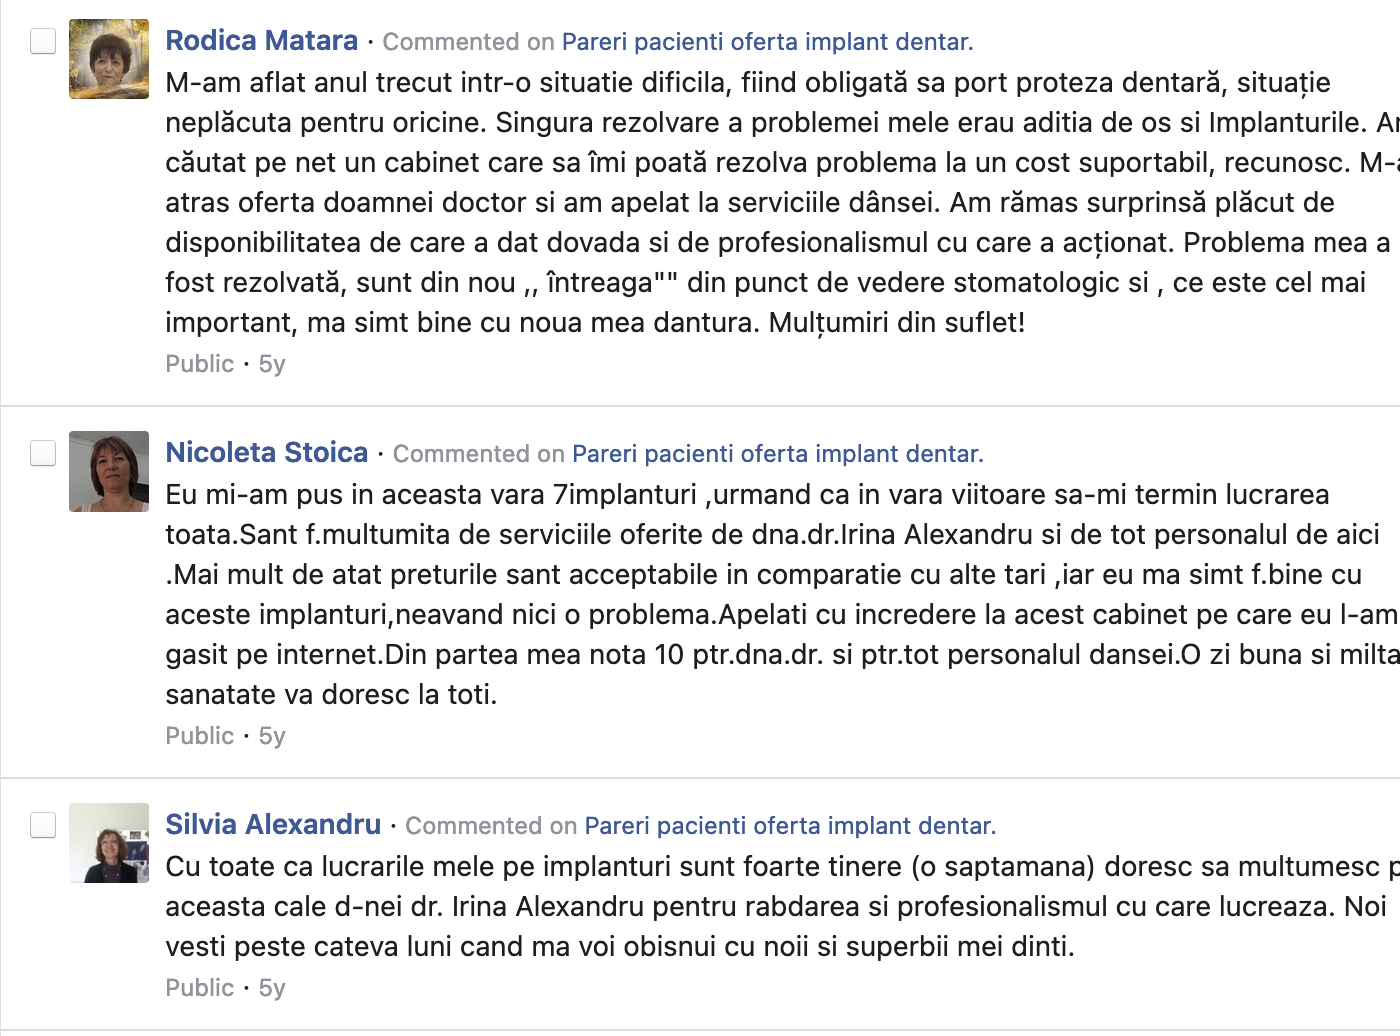 Rodica Matara · Commented on Pareri pacienti oferta implant dentar.
M-am aflat anul trecut intr-o situatie dificila, fiind obligată sa port proteza dentară, situație
neplăcuta pentru oricine. Singura rezolvare a problemei mele erau aditia de os si Implanturile.
căutat pe net un cabinet care sa îmi poată rezolva problema la un cost suportabil, recunosc.
atras oferta doamnei doctor si am apelat la serviciile dânsei. Am rămas surprinsă plăcut de
disponibilitatea de care a dat dovada si de profesionalismul cu care a acționat. Problema mea a
fost rezolvată, sunt din nou ,, întreaga"" din punct de vedere stomatologic si , ce este cel mai
important, ma simt bine cu noua mea dantura. Mulțumiri din suflet!
Public · 5y
Nicoleta Stoica · Commented on Pareri pacienti oferta implant dentar.
Eu mi-am pus in aceasta vara 7implanturi ,urmand ca in vara viitoare sa-mi termin lucrarea
toata.Sant f.multumita de serviciile oferite de dna.dr.Irina Alexandru si de tot personalul de aici
.Mai mult de atat preturile sant acceptabile in comparatie cu alte tari ,iar eu ma simt f.bine cu
aceste implanturi,neavand nici o problema.Apelati cu incredere la acest cabinet pe care eu l-am
gasit pe internet.Din partea mea nota 10 ptr.dna.dr. si ptr.tot personalul dansei.O zi buna si milta
sanatate va doresc la toti.
Public · 5y
Silvia Alexandru · Commented on Pareri pacienti oferta implant dentar.
Cu toate ca lucrarile mele pe implanturi sunt foarte tinere (o saptamana) doresc sa multumesc
aceasta cale d-nei dr. Irina Alexandru pentru rabdarea si profesionalismul cu care lucreaza. Noi
vesti peste cateva luni cand ma voi obisnui cu noii si superbii mei dinti.
Public · 5y